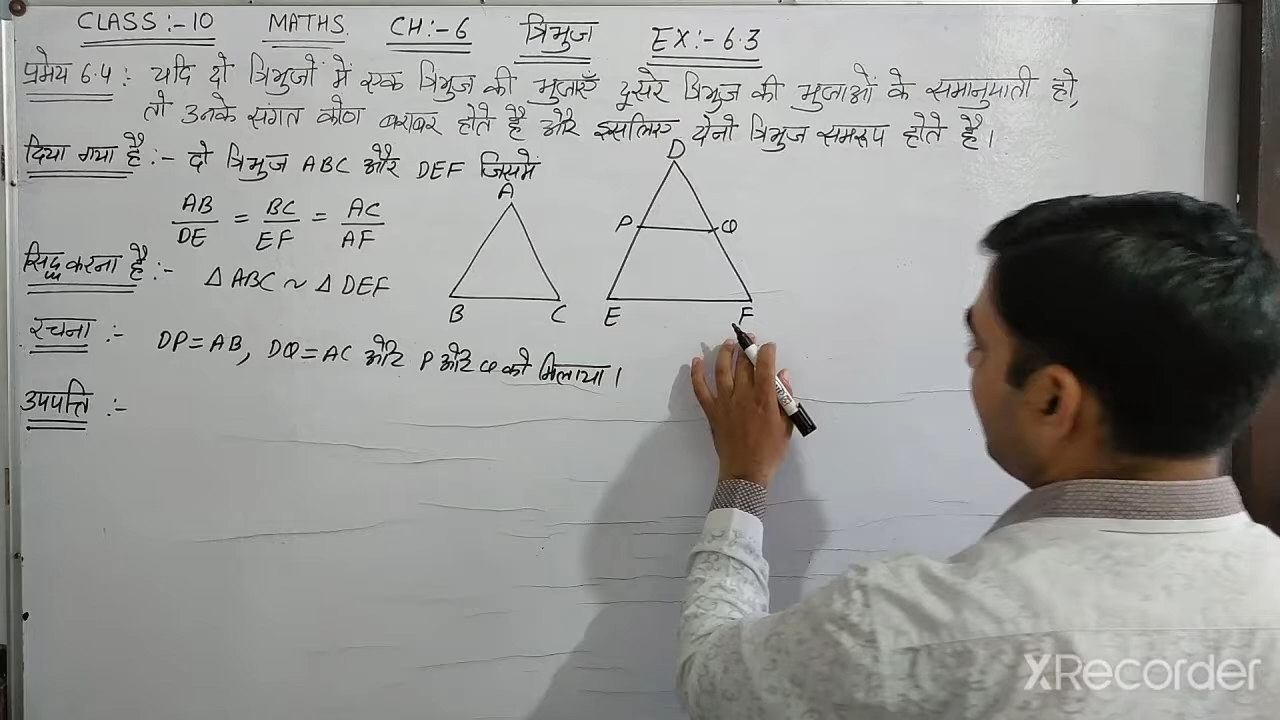 CLASS:-10 MATHS. CH:-6 त्रिभुज EX:-6.3
प्रमेय 6.4:- यदि दो त्रिभुजों में एक त्रिभुज की भुजाएँ दूसरे त्रिभुज की भुजाओं के समानुपाती हो,
तो उनके संगत कोण बराबर होते है और इसलिए दोनो त्रिभुज समरूप होते है।
दिया गया है:- दो त्रिभुज ABC और DEF जिसमें
AB/DE = BC/EF = AC/AF
सिद्ध करना है:- Δ ABC ~ Δ DEF
रचना:- DP=AB, DQ=AC और P और Q को मिलाया।
उपपत्ति:-
A
B C
D
P Q
E F
XRecorder